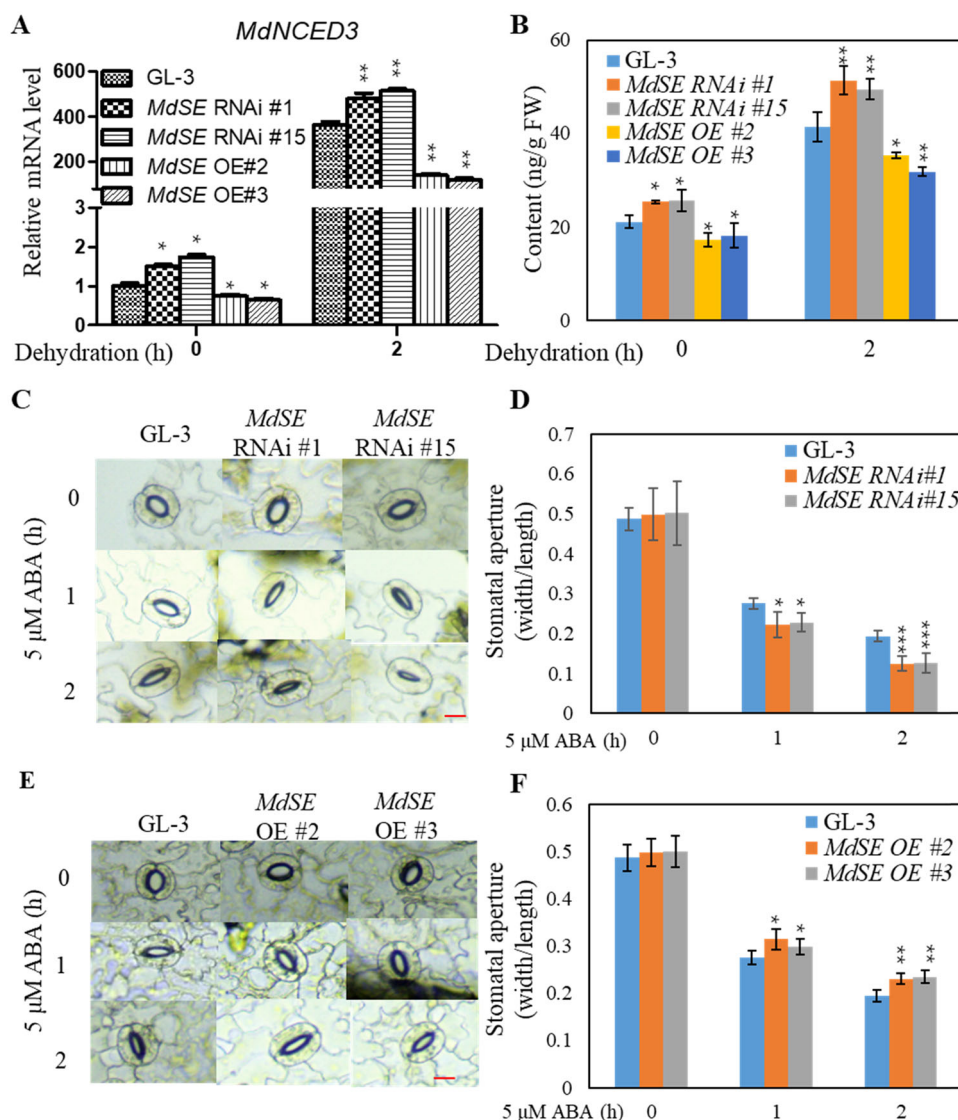 A
MdNCED3
Relative mRNA level
600
400
200
100
3
2
1
0
GL-3
MdSE RNAi #1
MdSE RNAi #15
MdSE OE#2
MdSE OE#3
* * * *
** ** ** **
Dehydration (h) 0 2
B
Content (ng/g FW)
60
40
20
0
GL-3
MdSE RNAi #1
MdSE RNAi #15
MdSE OE #2
MdSE OE #3
* * * *
** ** * **
Dehydration (h) 0 2
C
GL-3
MdSE
RNAi #1
MdSE
RNAi #15
5 μM ABA (h)
0
1
2
D
Stomatal aperture
(width/length)
0.7
0.6
0.5
0.4
0.3
0.2
0.1
0
GL-3
MdSE RNAi#1
MdSE RNAi#15
* *
*** ***
5 μM ABA (h) 0 1 2
E
GL-3
MdSE
OE #2
MdSE
OE #3
5 μM ABA (h)
0
1
2
F
Stomatal aperture
(width/length)
0.6
0.5
0.4
0.3
0.2
0.1
0
GL-3
MdSE OE #2
MdSE OE #3
* *
** **
5 μM ABA (h) 0 1 2